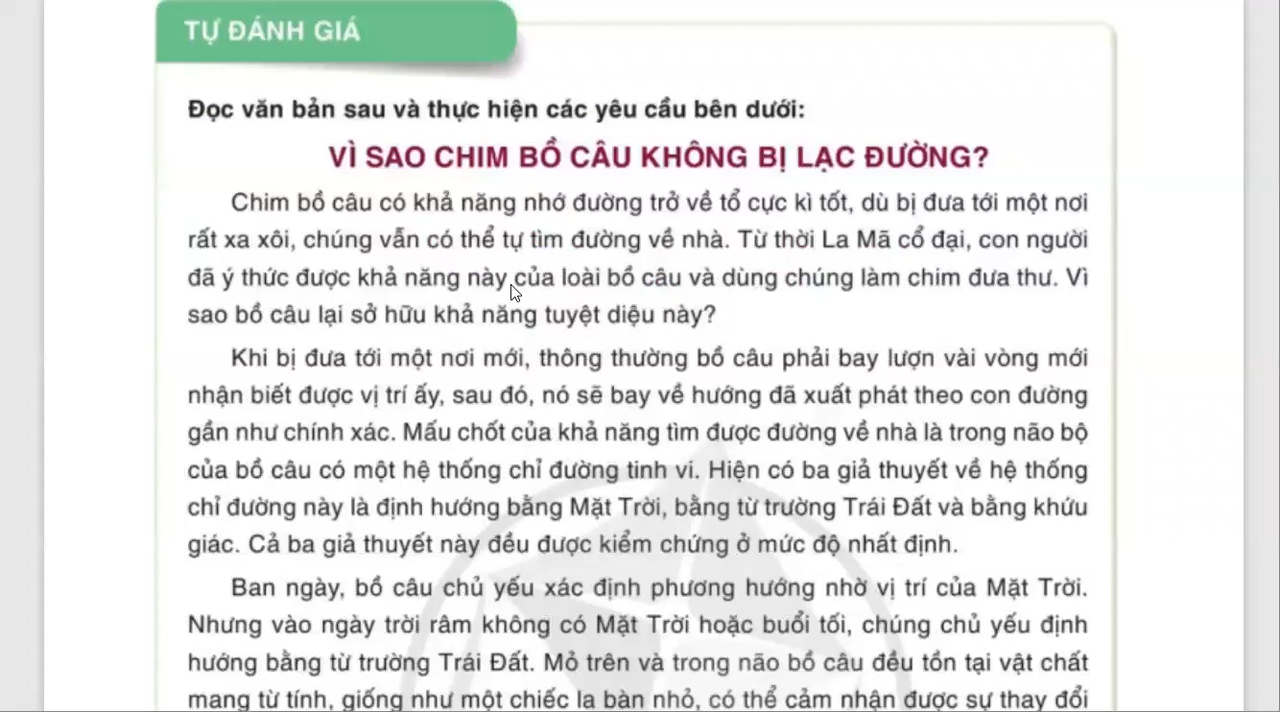 TỰ ĐÁNH GIÁ
Đọc văn bản sau và thực hiện các yêu cầu bên dưới:
VÌ SAO CHIM BỒ CÂU KHÔNG BỊ LẠC ĐƯỜNG?
Chim bồ câu có khả năng nhớ đường trở về tổ cực kì tốt, dù bị đưa tới một nơi
rất xa xôi, chúng vẫn có thể tự tìm đường về nhà. Từ thời La Mã cổ đại, con người
đã ý thức được khả năng này của loài bồ câu và dùng chúng làm chim đưa thư. Vì
sao bồ câu lại sở hữu khả năng tuyệt diệu này?
Khi bị đưa tới một nơi mới, thông thường bồ câu phải bay lượn vài vòng mới
nhận biết được vị trí ấy, sau đó, nó sẽ bay về hướng đã xuất phát theo con đường
gần như chính xác. Mấu chốt của khả năng tìm được đường về nhà là trong não bộ
của bồ câu có một hệ thống chỉ đường tinh vi. Hiện có ba giả thuyết về hệ thống
chỉ đường này là định hướng bằng Mặt Trời, bằng từ trường Trái Đất và bằng khứu
giác. Cả ba giả thuyết này đều được kiểm chứng ở mức độ nhất định.
Ban ngày, bồ câu chủ yếu xác định phương hướng nhờ vị trí của Mặt Trời.
Nhưng vào ngày trời râm không có Mặt Trời hoặc buổi tối, chúng chủ yếu định
hướng bằng từ trường Trái Đất. Mỏ trên và trong não bồ câu đều tồn tại vật chất
mang từ tính, giống như một chiếc la bàn nhỏ, có thể cảm nhận được sự thay đổi